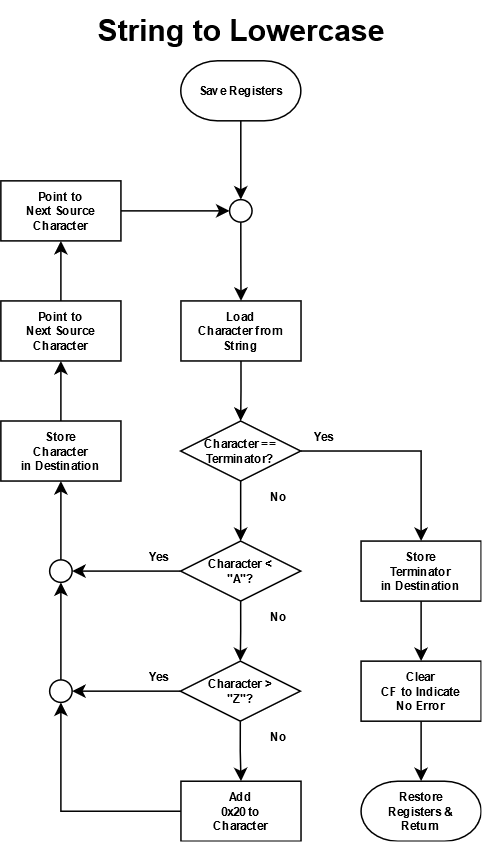 String to Lowercase
Save Registers
Point to
Next Source
Character
Point to
Next Source
Character
Load
Character from
String
Store
Character
in Destination
Character ==
Terminator?
Yes
No
Yes
Character <
"A"?
Store
Terminator
in Destination
No
Yes
Character >
"Z"?
Clear
CF to Indicate
No Error
No
Add
0x20 to
Character
Restore
Registers &
Return